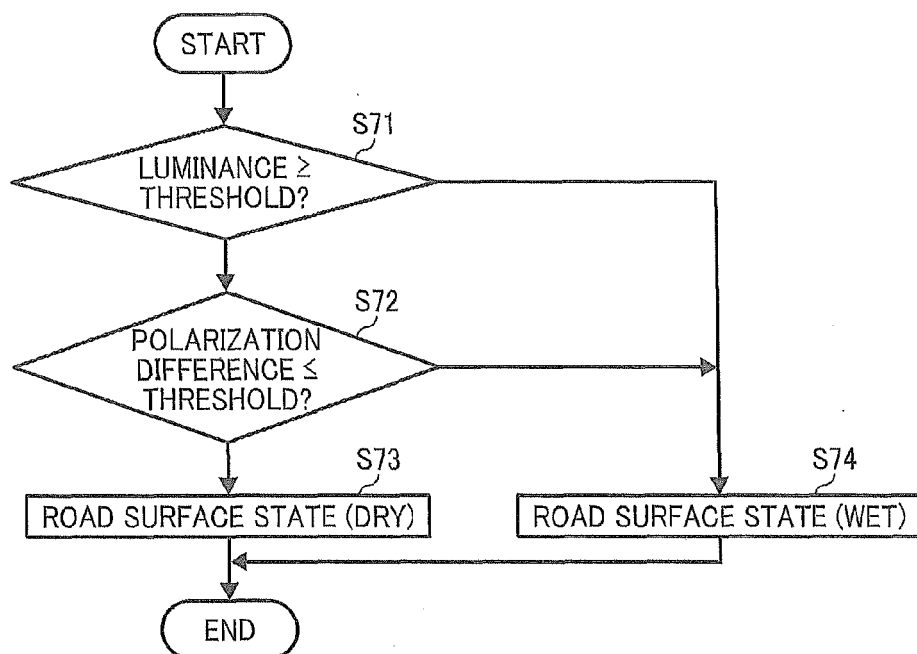 START
S71
LUMINANCE ≥
THRESHOLD?
S72
POLARIZATION
DIFFERENCE ≤
THRESHOLD?
S73
ROAD SURFACE STATE (DRY)
S74
ROAD SURFACE STATE (WET)
END